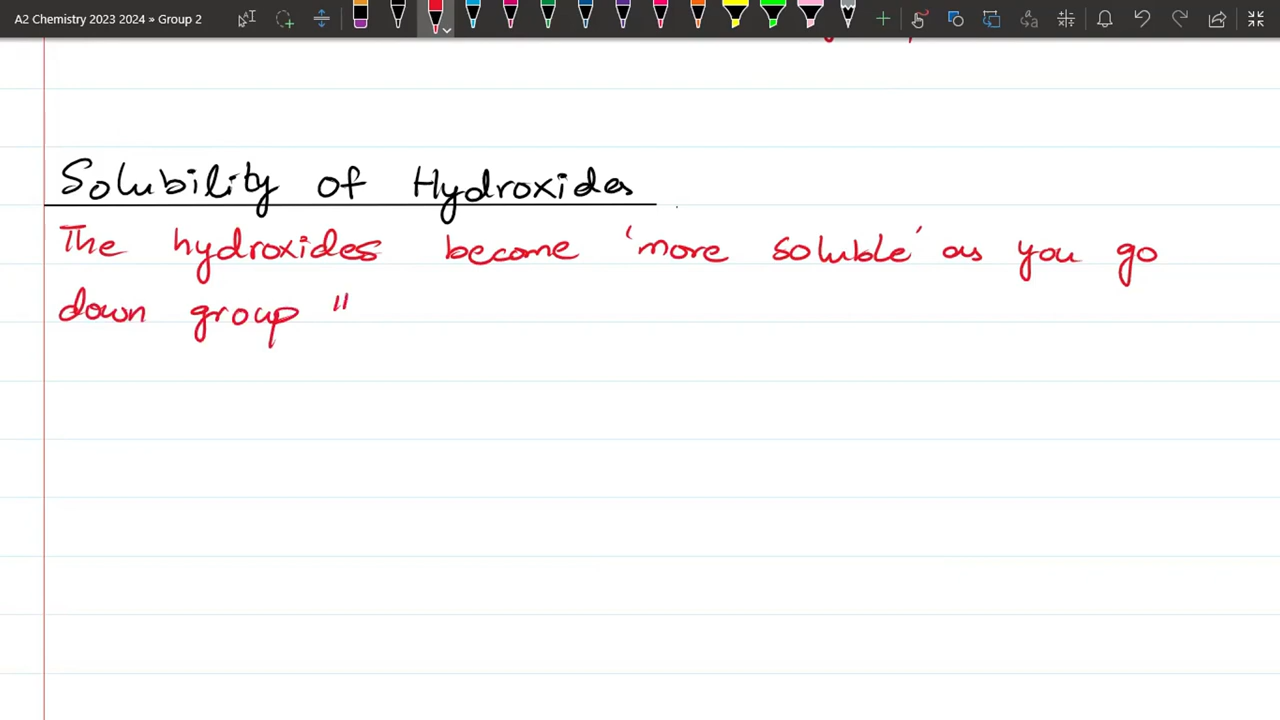 A2 Chemistry 2023 2024 » Group 2
Solubility of Hydroxides
The hydroxides become 'more soluble' as you go
down group "